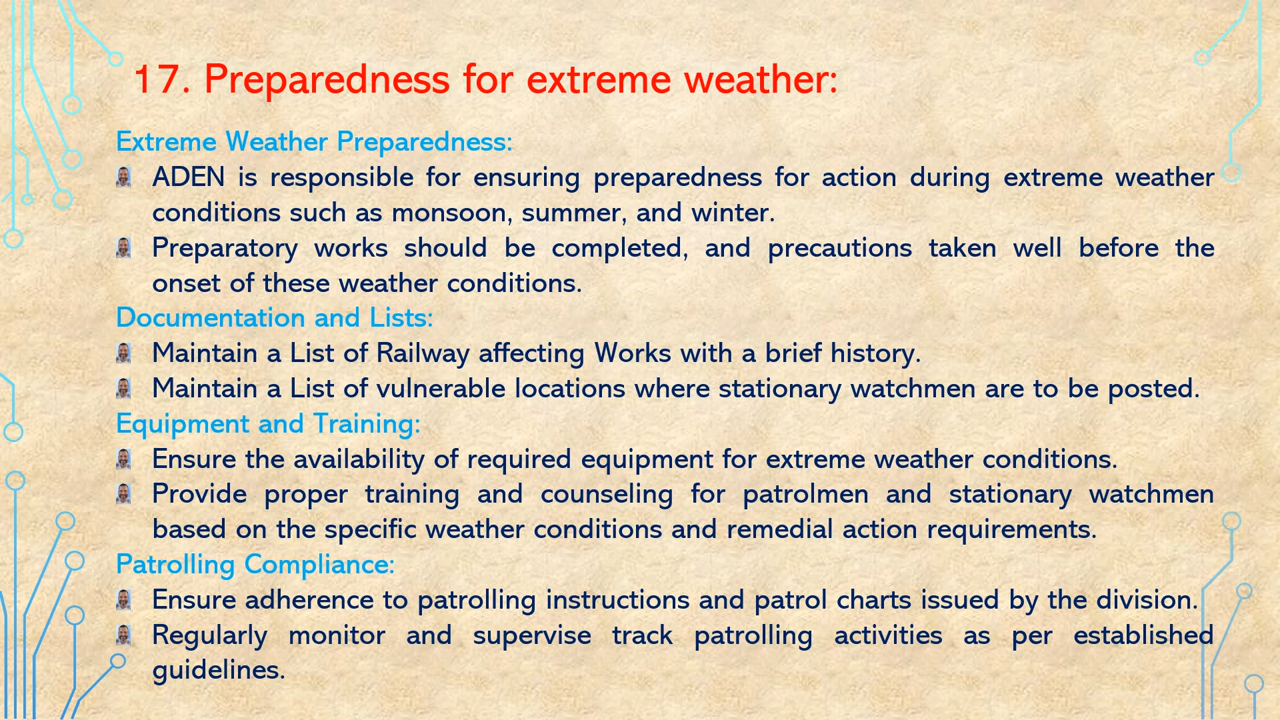 17. Preparedness for extreme weather:
Extreme Weather Preparedness:
ADEN is responsible for ensuring preparedness for action during extreme weather
conditions such as monsoon, summer, and winter.
Preparatory works should be completed, and precautions taken well before the
onset of these weather conditions.
Documentation and Lists:
Maintain a List of Railway affecting Works with a brief history.
Maintain a List of vulnerable locations where stationary watchmen are to be posted.
Equipment and Training:
Ensure the availability of required equipment for extreme weather conditions.
Provide proper training and counseling for patrolmen and stationary watchmen
based on the specific weather conditions and remedial action requirements.
Patrolling Compliance:
Ensure adherence to patrolling instructions and patrol charts issued by the division.
Regularly monitor and supervise track patrolling activities as per established
guidelines.